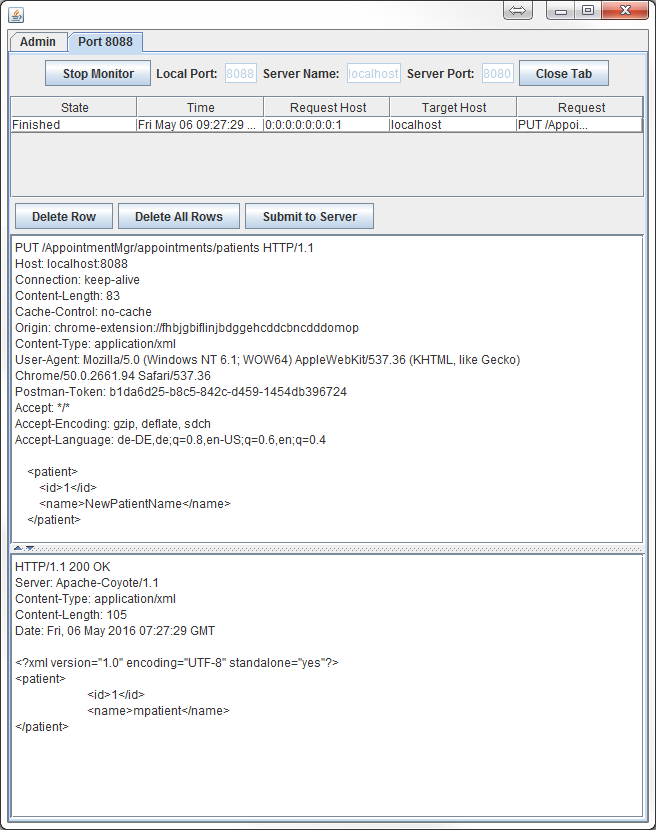 Admin
Port 8088
Stop Monitor Local Port: 8088 Server Name: localhost Server Port: 8080 Close Tab
State Time Request Host Target Host Request
Finished Fri May 06 09:27:29 ... 0:0:0:0:0:0:0:1 localhost PUT /Appoi...
Delete Row Delete All Rows Submit to Server
PUT /AppointmentMgr/appointments/patients HTTP/1.1
Host: localhost:8088
Connection: keep-alive
Content-Length: 83
Cache-Control: no-cache
Origin: chrome-extension://fhbjgbiflinjbdggehcddcbncdddomop
Content-Type: application/xml
User-Agent: Mozilla/5.0 (Windows NT 6.1; WOW64) AppleWebKit/537.36 (KHTML, like Gecko)
Chrome/50.0.2661.94 Safari/537.36
Postman-Token: b1da6d25-b8c5-842c-d459-1454db396724
Accept: */*
Accept-Encoding: gzip, deflate, sdch
Accept-Language: de-DE,de;q=0.8,en-US;q=0.6,en;q=0.4
<patient>
<id>1</id>
<name>NewPatientName</name>
</patient>
HTTP/1.1 200 OK
Server: Apache-Coyote/1.1
Content-Type: application/xml
Content-Length: 105
Date: Fri, 06 May 2016 07:27:29 GMT
<?xml version="1.0" encoding="UTF-8" standalone="yes"?>
<patient>
<id>1</id>
<name>mpatient</name>
</patient>